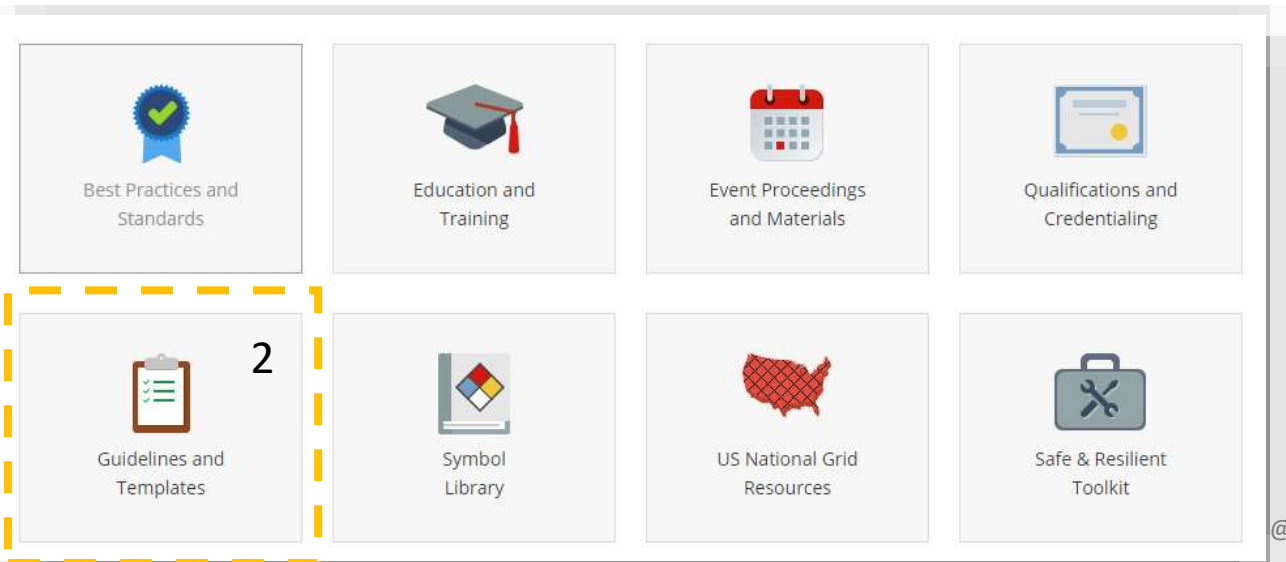 Best Practices and
Standards
Education and
Training
Event Proceedings
and Materials
Qualifications and
Credentialing
2
Guidelines and
Templates
Symbol
Library
US National Grid
Resources
Safe & Resilient
Toolkit
@